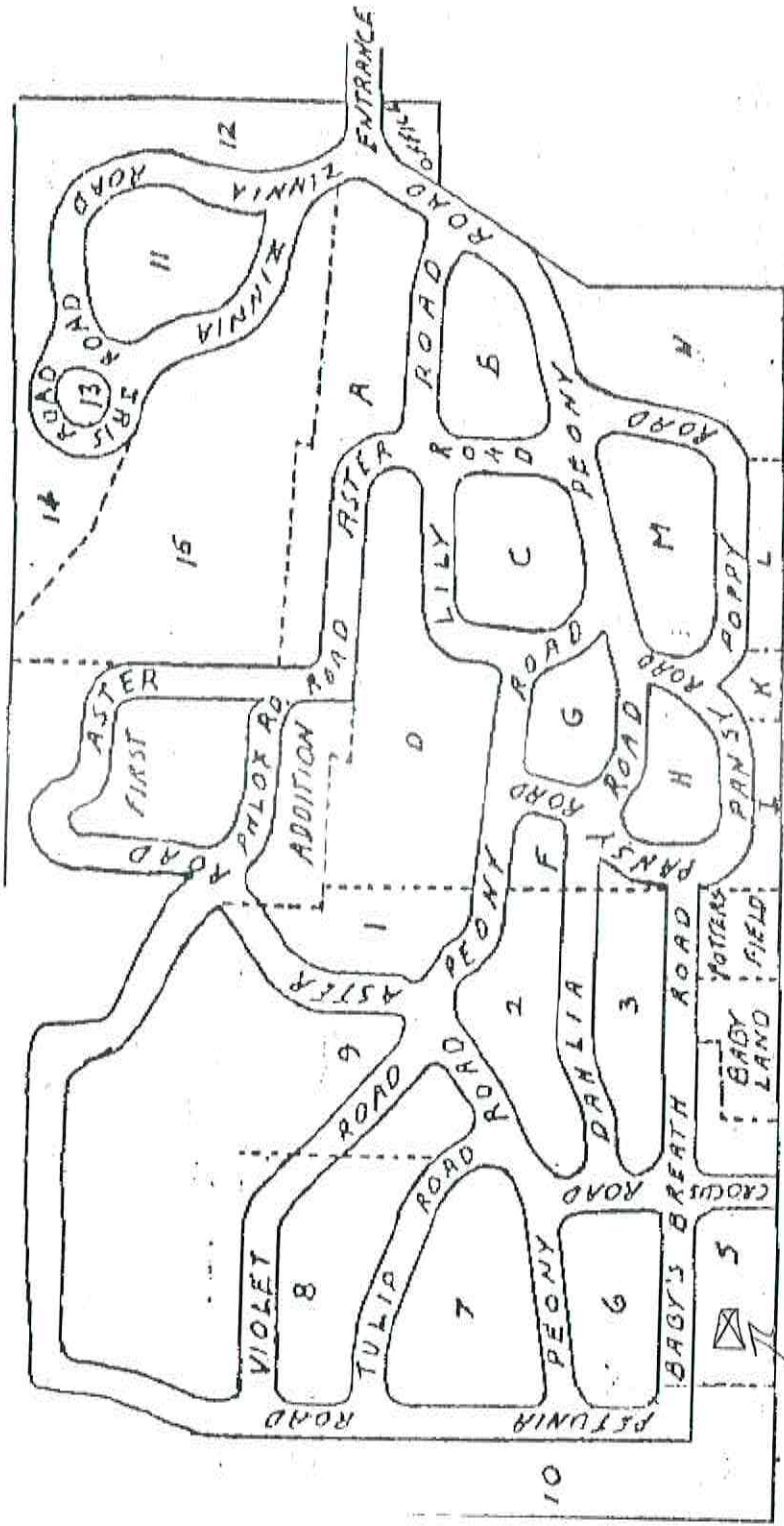 ENTRANCE
OFFICE
12
ZINNIA
ROAD
11
ZINNIA
ROAD
IRIS
ROAD
13
14
15
A
ROAD
ROAD
B
N
PEONY
ROAD
ASTER
ROAD
LILY
ROAD
C
M
POPPY
L
ROAD
K
ASTER
ROAD
FIRST
ADDITION
PHLOX RD
ROAD
D
ROAD
G
ROAD
H
PANSY
I
ROAD
PANSY
1
ASTER
PEONY
F
2
DAHLIA
3
ROAD
POTTERS
FIELD
BABY
LAND
9
ROAD
ROAD
ROAD
ROAD
CROCUS
VIOLET
8
TULIP
7
PEONY
6
BABY'S BREATH
5
ROAD
PETUNIA
10